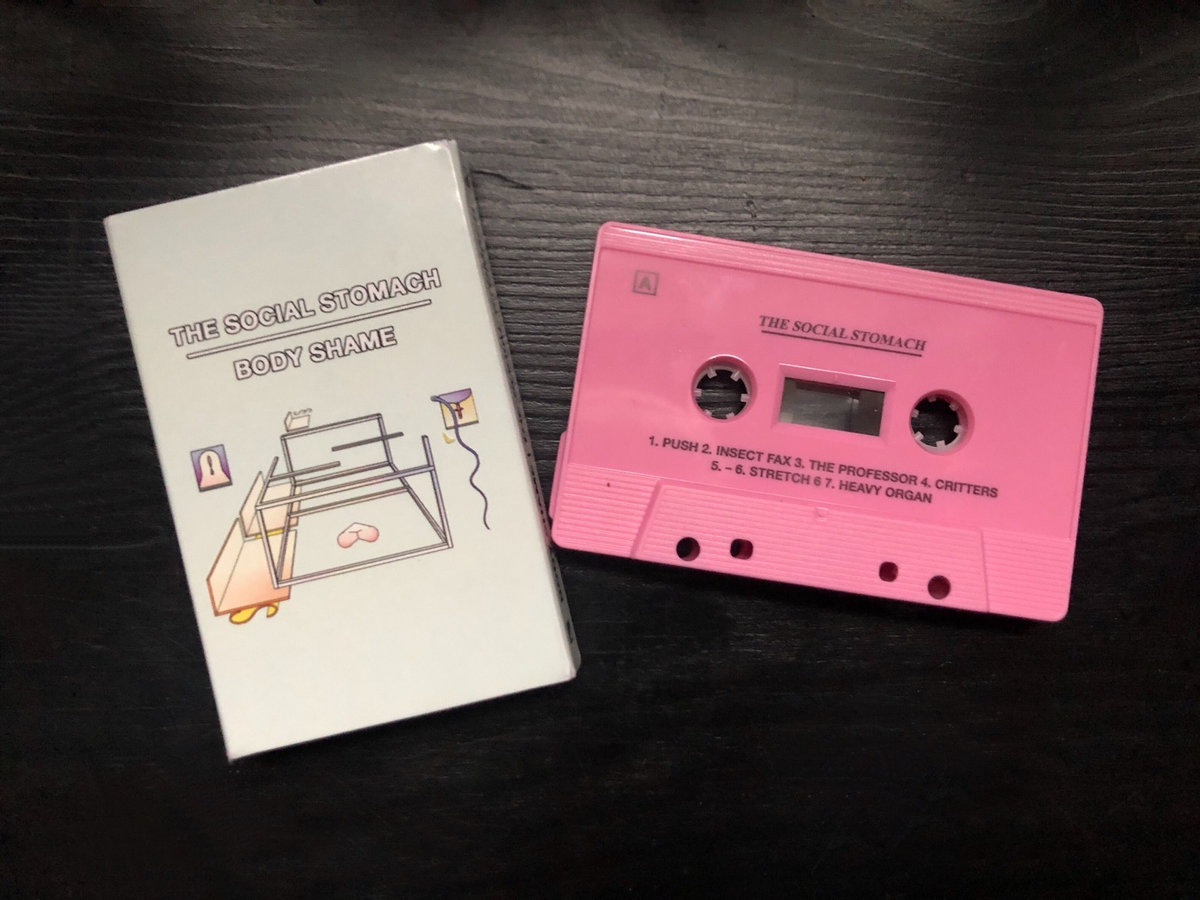 THE SOCIAL STOMACH
BODY SHAME
A
THE SOCIAL STOMACH
1. PUSH 2. INSECT FAX 3. THE PROFESSOR 4. CRITTERS
5. – 6. STRETCH 6 7. HEAVY ORGAN